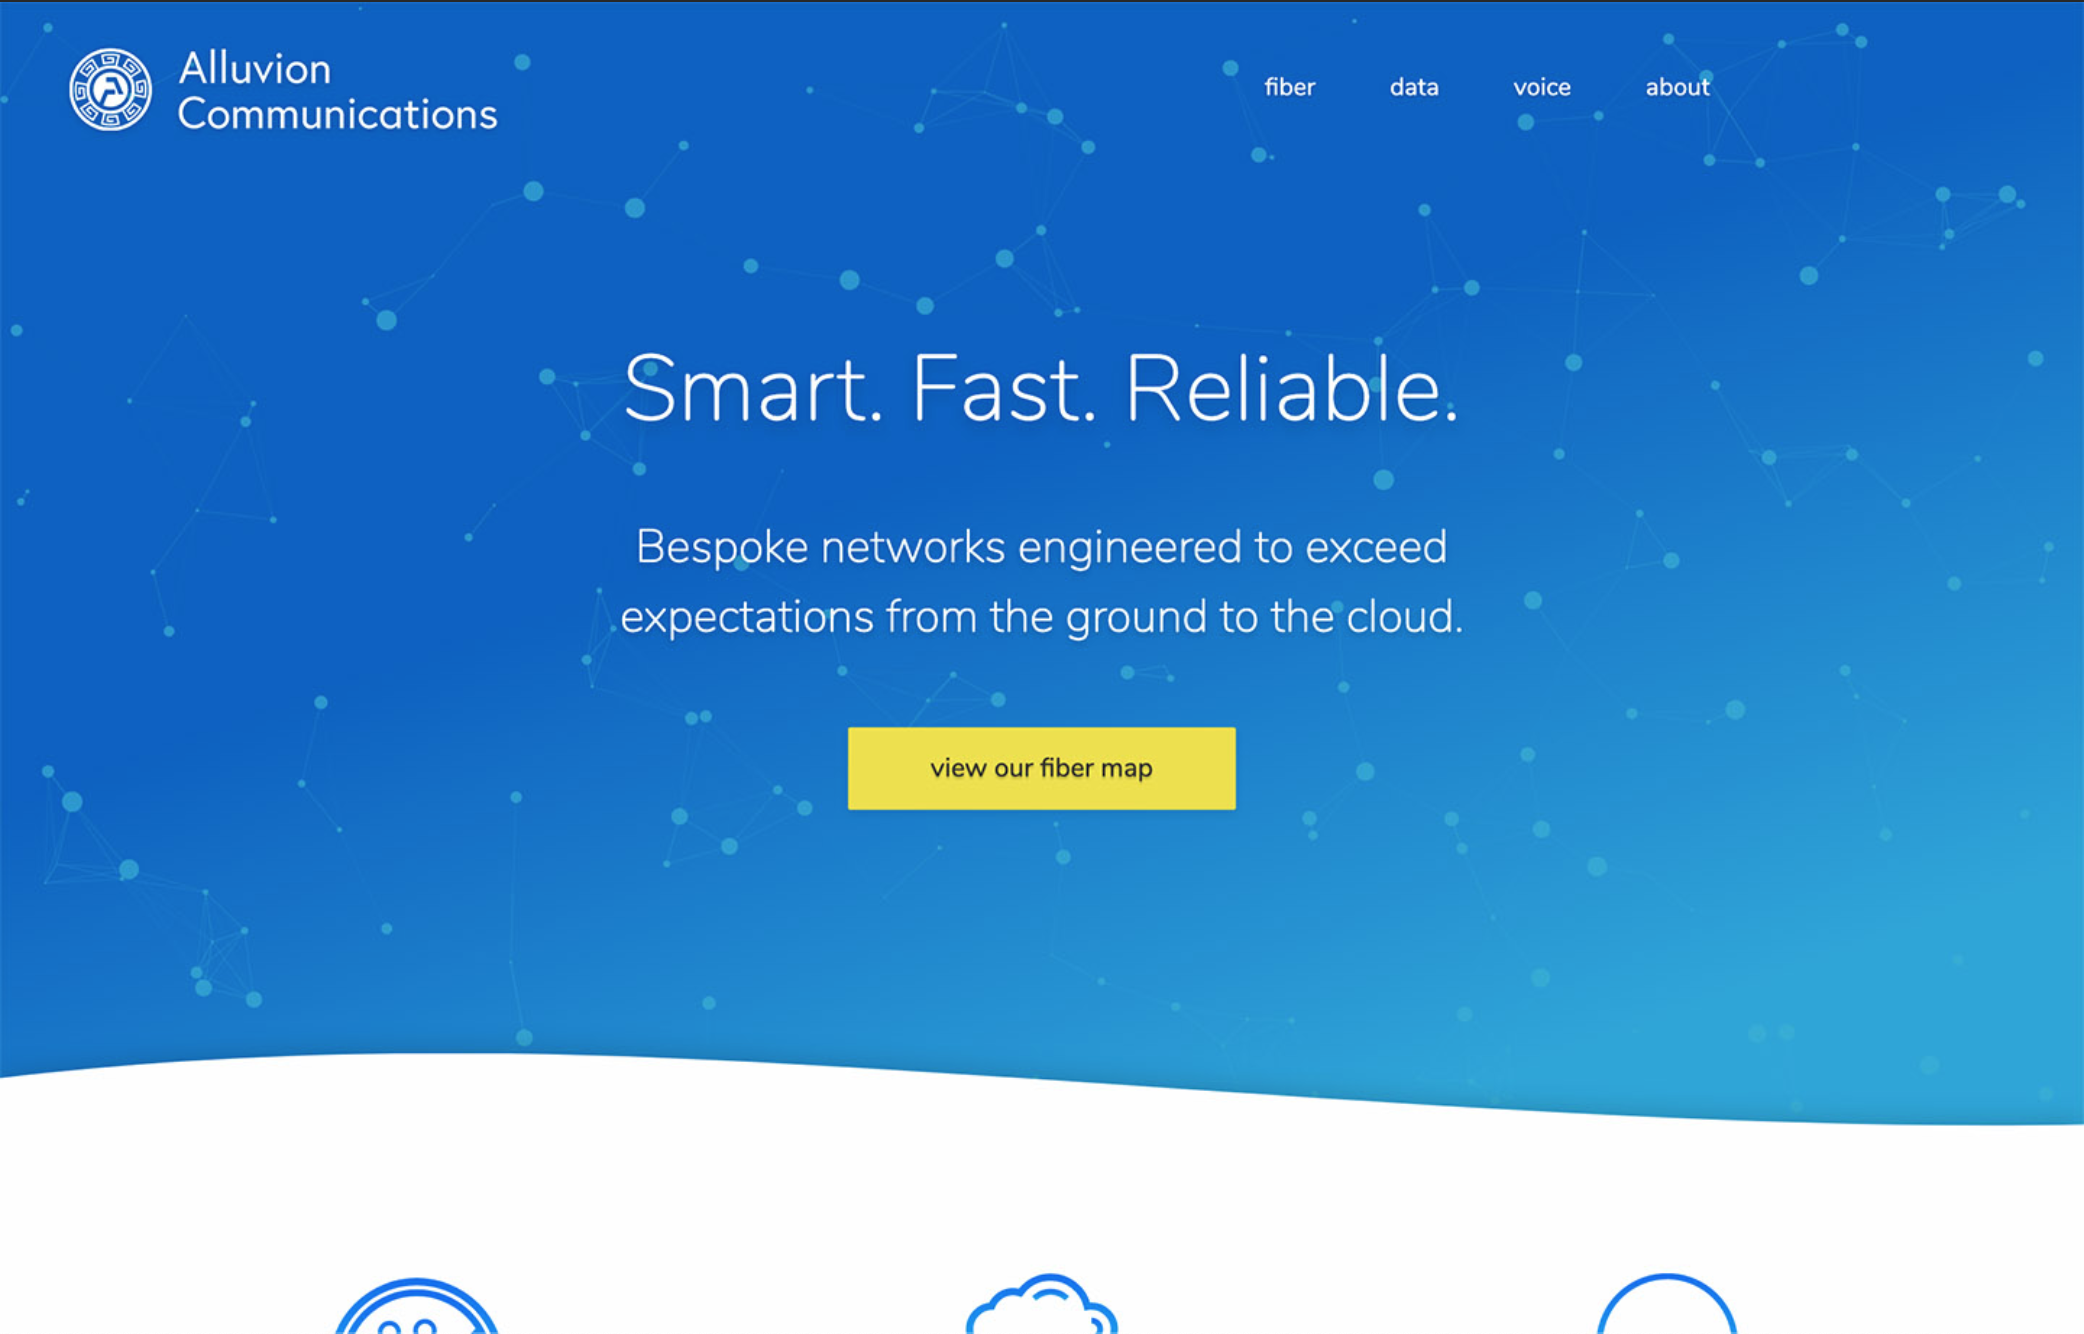 Alluvion
Communications
fiber
data
voice
about
Smart. Fast. Reliable.
Bespoke networks engineered to exceed
expectations from the ground to the cloud.
view our fiber map